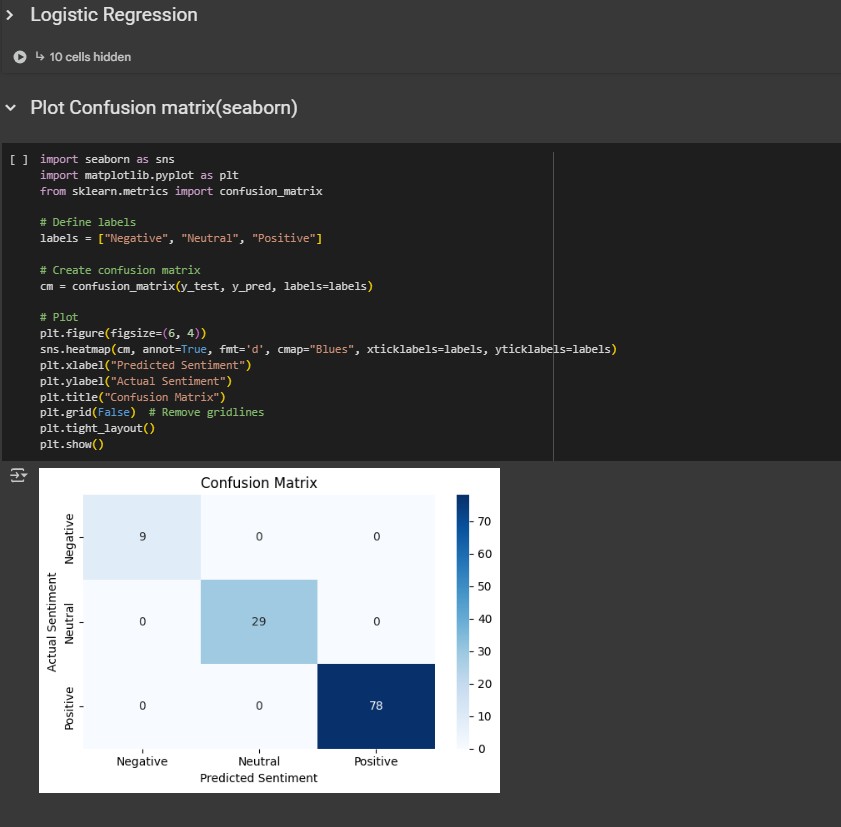 Logistic Regression
↳ 10 cells hidden
Plot Confusion matrix(seaborn)
[ ] import seaborn as sns
import matplotlib.pyplot as plt
from sklearn.metrics import confusion_matrix
# Define labels
labels = ["Negative", "Neutral", "Positive"]
# Create confusion matrix
cm = confusion_matrix(y_test, y_pred, labels=labels)
# Plot
plt.figure(figsize=(6, 4))
sns.heatmap(cm, annot=True, fmt='d', cmap="Blues", xticklabels=labels, yticklabels=labels)
plt.xlabel("Predicted Sentiment")
plt.ylabel("Actual Sentiment")
plt.title("Confusion Matrix")
plt.grid(False)  # Remove gridlines
plt.tight_layout()
plt.show()
Confusion Matrix
Actual Sentiment
Negative
9 0 0
Neutral
0 29 0
Positive
0 0 78
Negative Neutral Positive
Predicted Sentiment
70
60
50
40
30
20
10
0